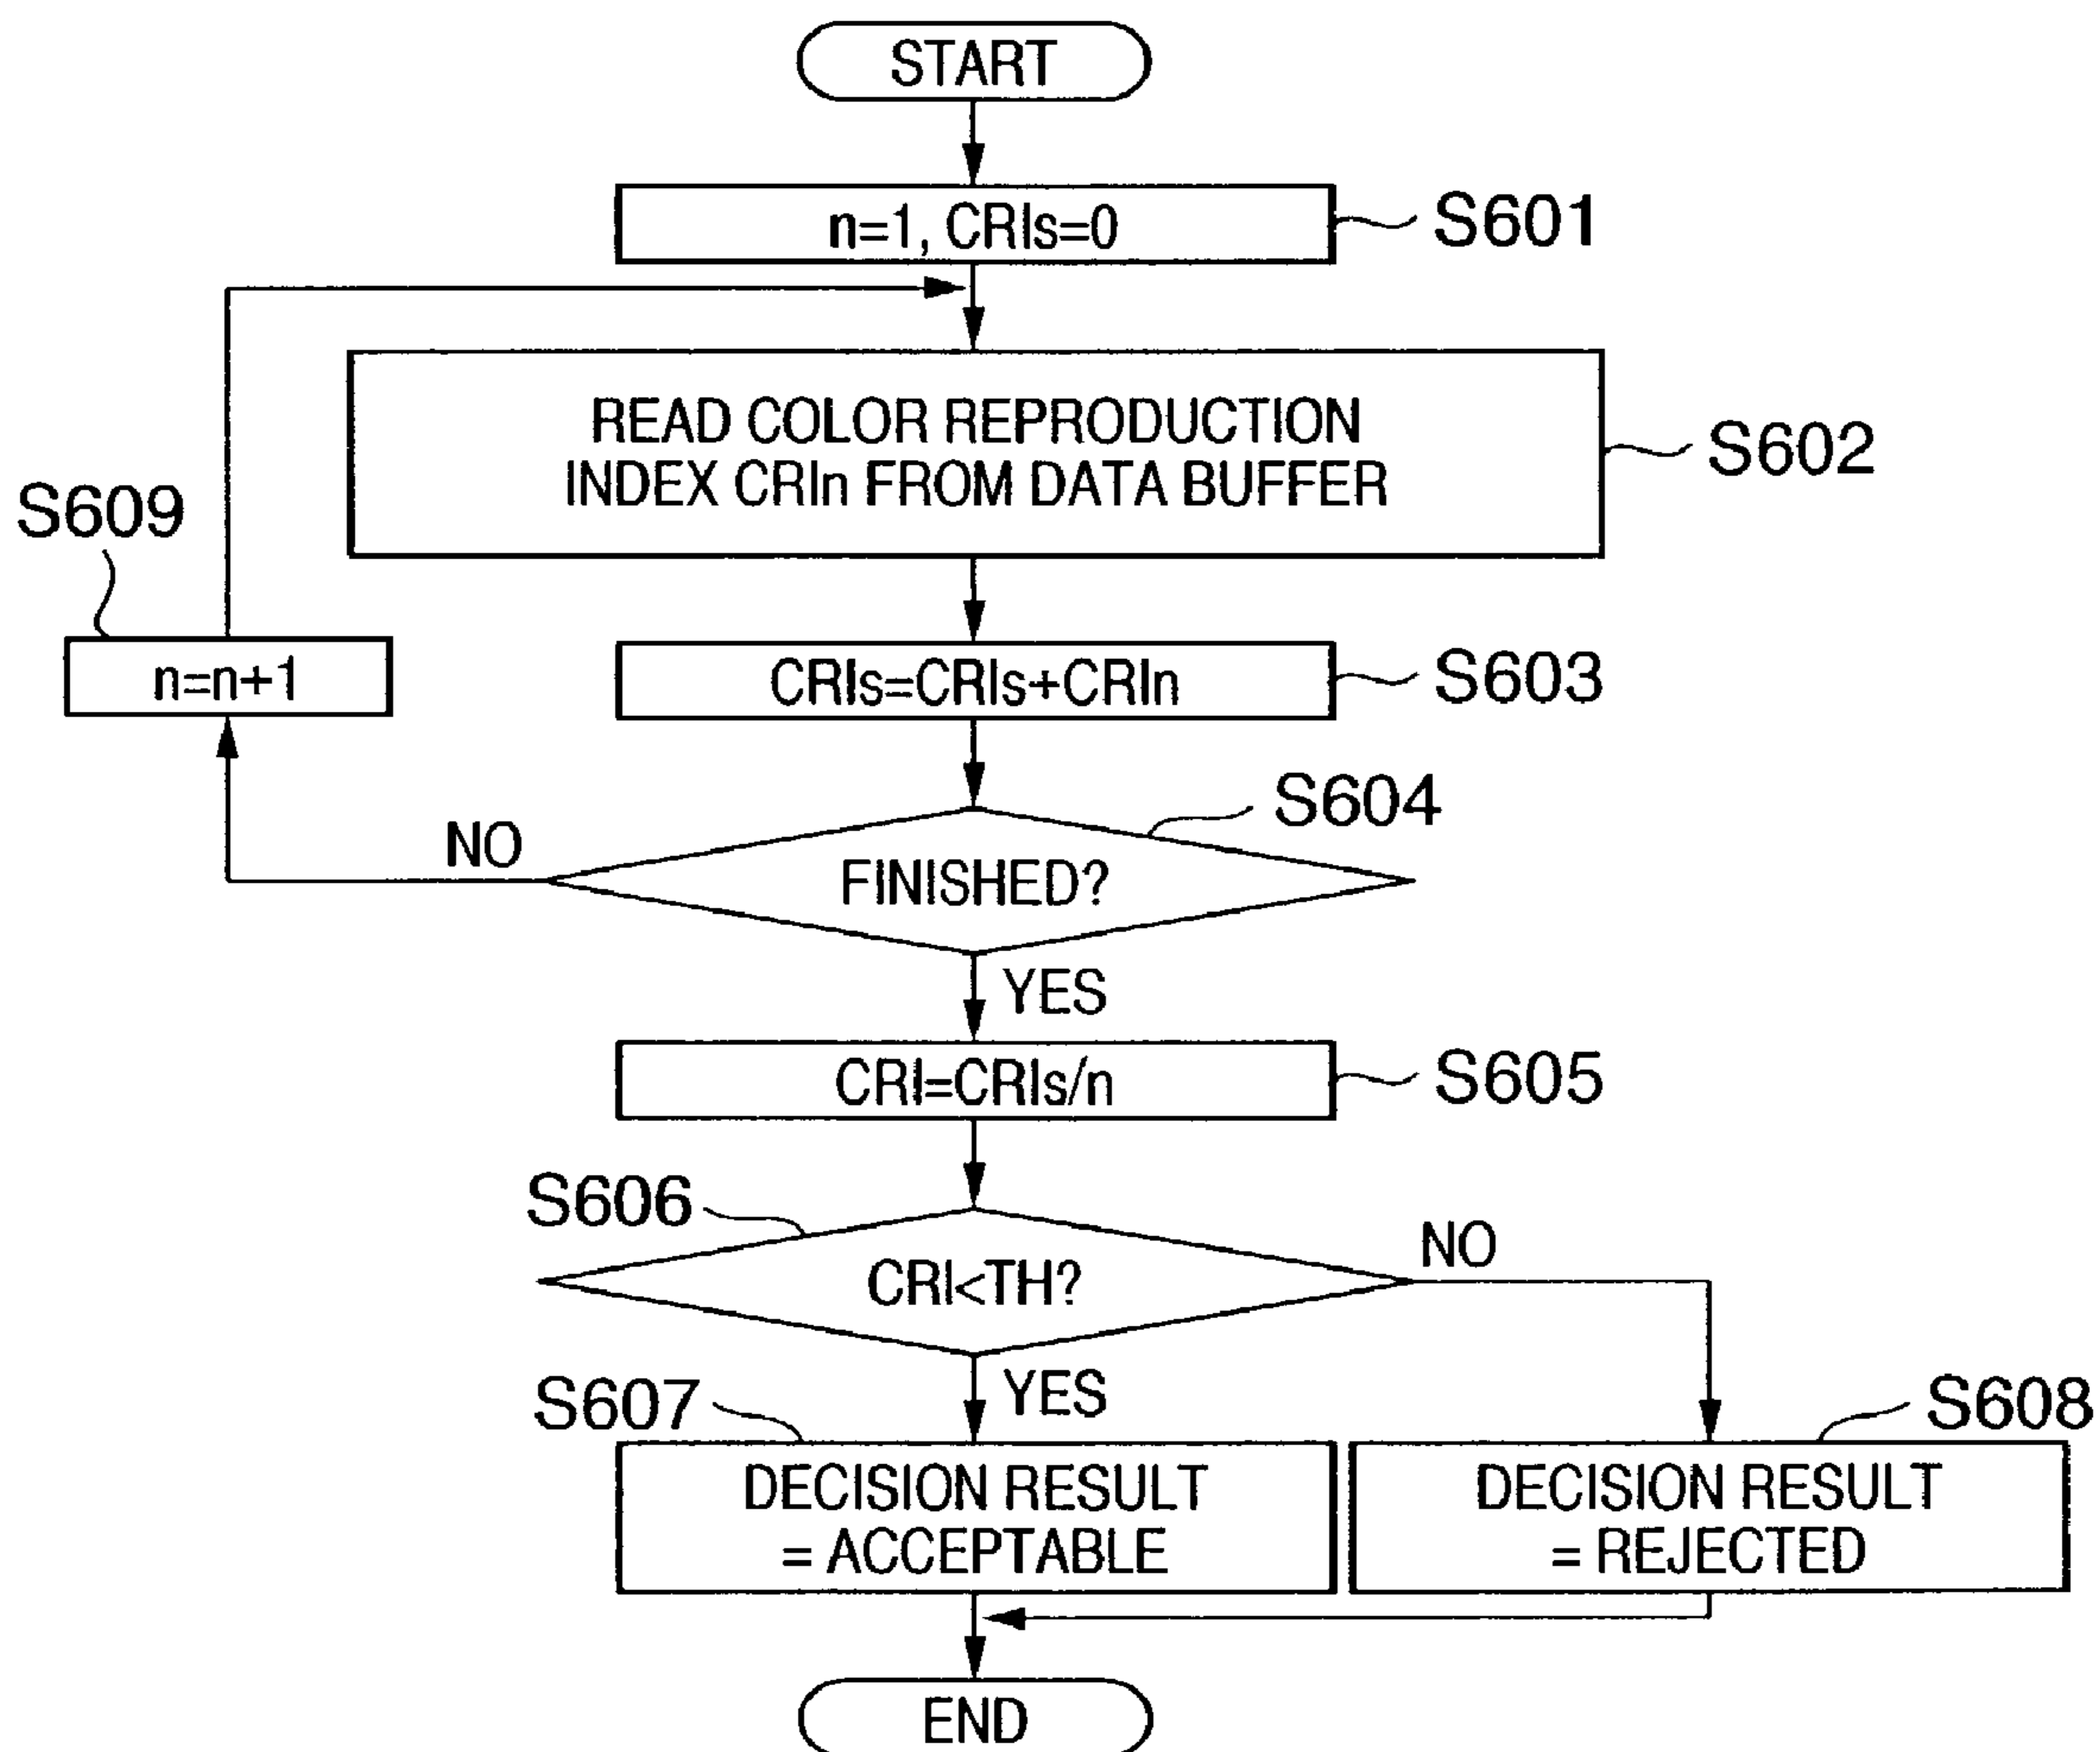 START
n=1, CRIs=0
S601
READ COLOR REPRODUCTION
INDEX CRIn FROM DATA BUFFER
S602
S609
n=n+1
CRIs=CRIs+CRIn
S603
S604
NO
FINISHED?
YES
CRI=CRIs/n
S605
S606
NO
CRI<TH?
YES
S607
S608
DECISION RESULT
= ACCEPTABLE
DECISION RESULT
= REJECTED
END